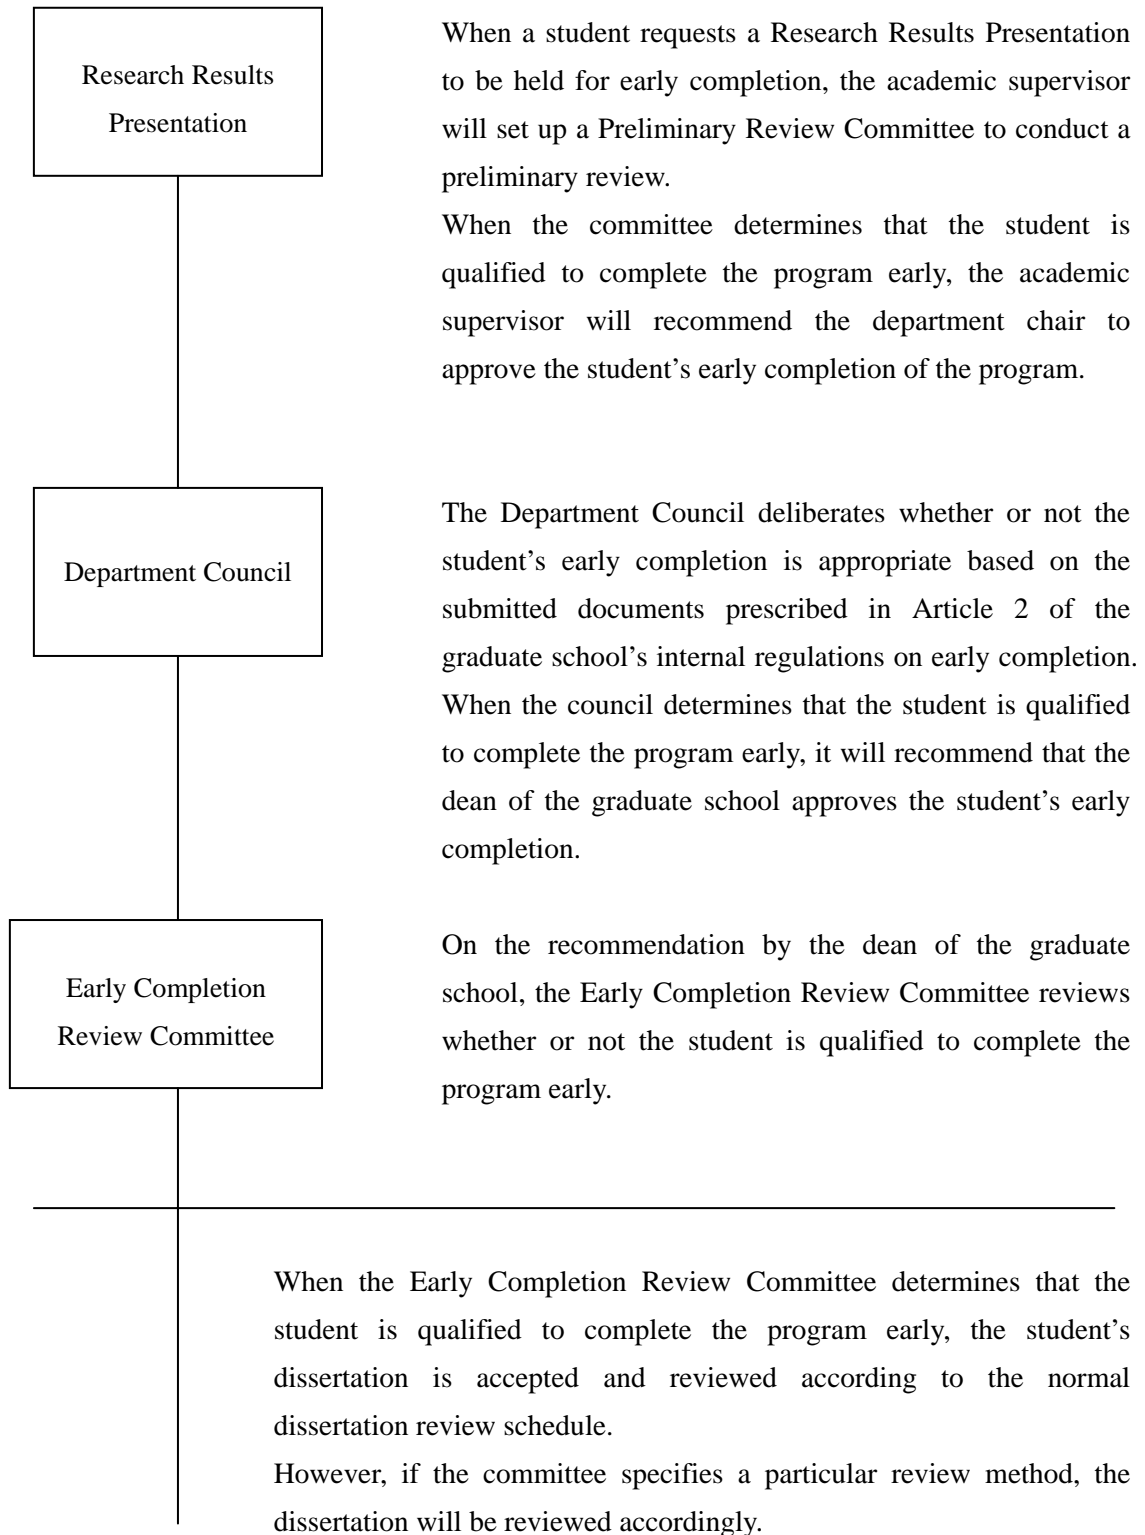 Research Results
Presentation
When a student requests a Research Results Presentation
to be held for early completion, the academic supervisor
will set up a Preliminary Review Committee to conduct a
preliminary review.
When the committee determines that the student is
qualified to complete the program early, the academic
supervisor will recommend the department chair to
approve the student’s early completion of the program.
Department Council
The Department Council deliberates whether or not the
student’s early completion is appropriate based on the
submitted documents prescribed in Article 2 of the
graduate school’s internal regulations on early completion.
When the council determines that the student is qualified
to complete the program early, it will recommend that the
dean of the graduate school approves the student’s early
completion.
Early Completion
Review Committee
On the recommendation by the dean of the graduate
school, the Early Completion Review Committee reviews
whether or not the student is qualified to complete the
program early.
When the Early Completion Review Committee determines that the
student is qualified to complete the program early, the student’s
dissertation is accepted and reviewed according to the normal
dissertation review schedule.
However, if the committee specifies a particular review method, the
dissertation will be reviewed accordingly.